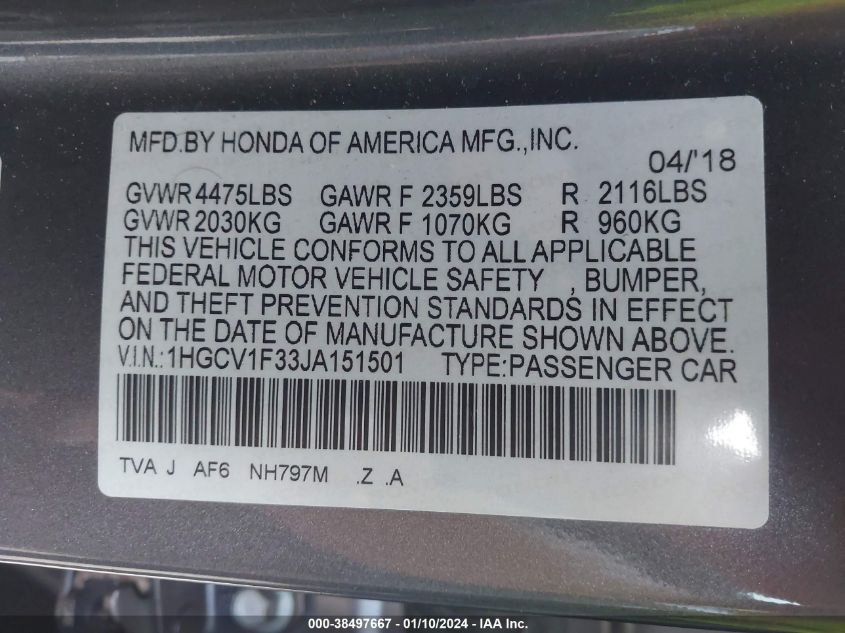 MFD.BY HONDA OF AMERICA MFG.,INC.
04/'18
GVWR 4475LBS GAWR F 2359LBS R 2116LBS
GVWR 2030KG GAWR F 1070KG R 960KG
THIS VEHICLE CONFORMS TO ALL APPLICABLE
FEDERAL MOTOR VEHICLE SAFETY , BUMPER,
AND THEFT PREVENTION STANDARDS IN EFFECT
ON THE DATE OF MANUFACTURE SHOWN ABOVE.
V.I.N.:1HGCV1F33JA151501 TYPE:PASSENGER CAR
TVA J AF6 NH797M .Z .A
000-38497667 - 01/10/2024 - IAA Inc.